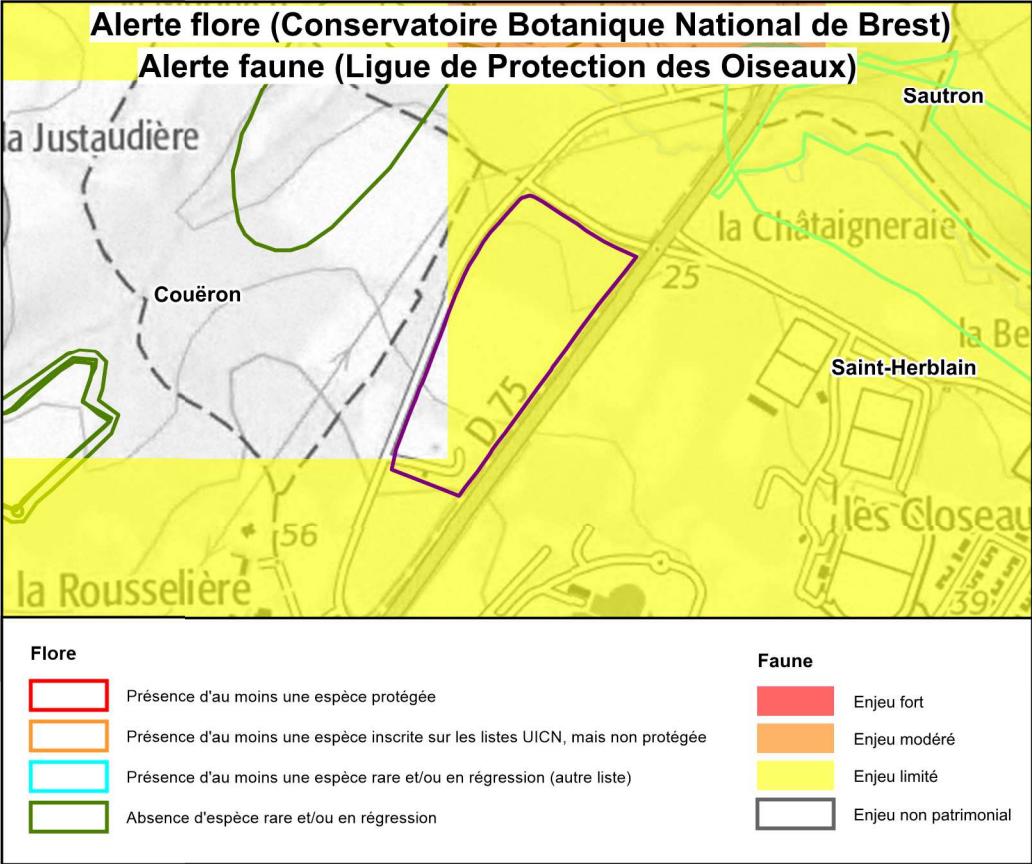 Alerte flore (Conservatoire Botanique National de Brest)
Alerte faune (Ligue de Protection des Oiseaux)
Sautron
la Justaudière
la Châtaigneraie
25
Couëron
la Be
Saint-Herblain
D 75
les Closeau
56
la Rousselière
39
Flore
Présence d'au moins une espèce protégée
Présence d'au moins une espèce inscrite sur les listes UICN, mais non protégée
Présence d'au moins une espèce rare et/ou en régression (autre liste)
Absence d'espèce rare et/ou en régression
Faune
Enjeu fort
Enjeu modéré
Enjeu limité
Enjeu non patrimonial